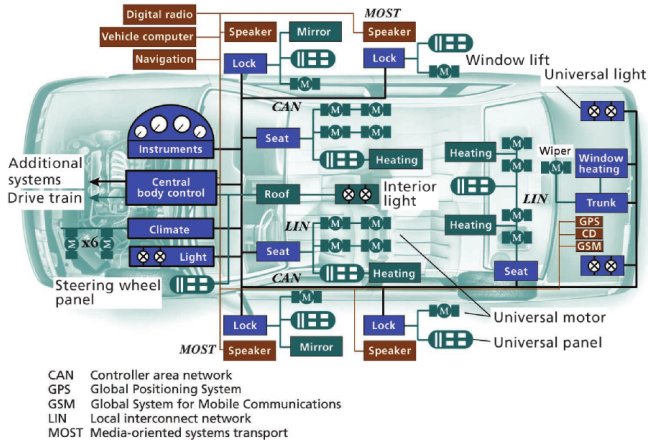 Digital radio
MOST
Vehicle computer
Speaker
Mirror
Speaker
Navigation
Lock
Lock
Window lift
M
M
Universal light
CAN
M M
Instruments
Seat
M M
M
Wiper
Heating
Heating
M
M
Window heating
Additional systems
Central body control
Drive train
Roof
Interior light
LIN
Trunk
LIN
M
GPS
Climate
M M
Heating
CD
x6
M M
M M
M
GSM
Light
Seat
Steering wheel panel
CAN
Heating
Seat
M
M
Universal motor
Lock
Lock
MOST
Speaker
Mirror
Speaker
Universal panel
CAN Controller area network
GPS Global Positioning System
GSM Global System for Mobile Communications
LIN Local interconnect network
MOST Media-oriented systems transport